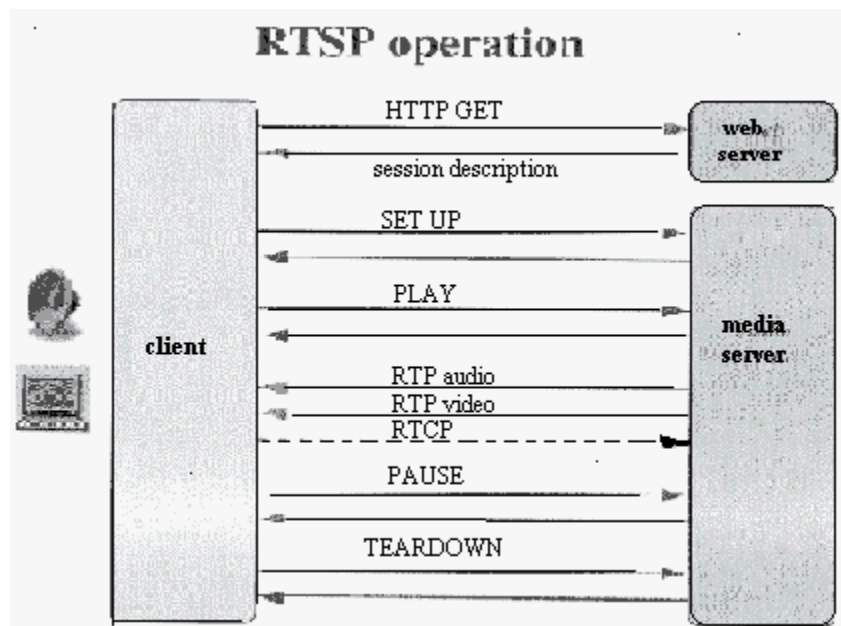 RTSP operation
HTTP GET
web
server
session description
SET UP
PLAY
client
media
server
RTP audio
RTP video
RTCP
PAUSE
TEARDOWN